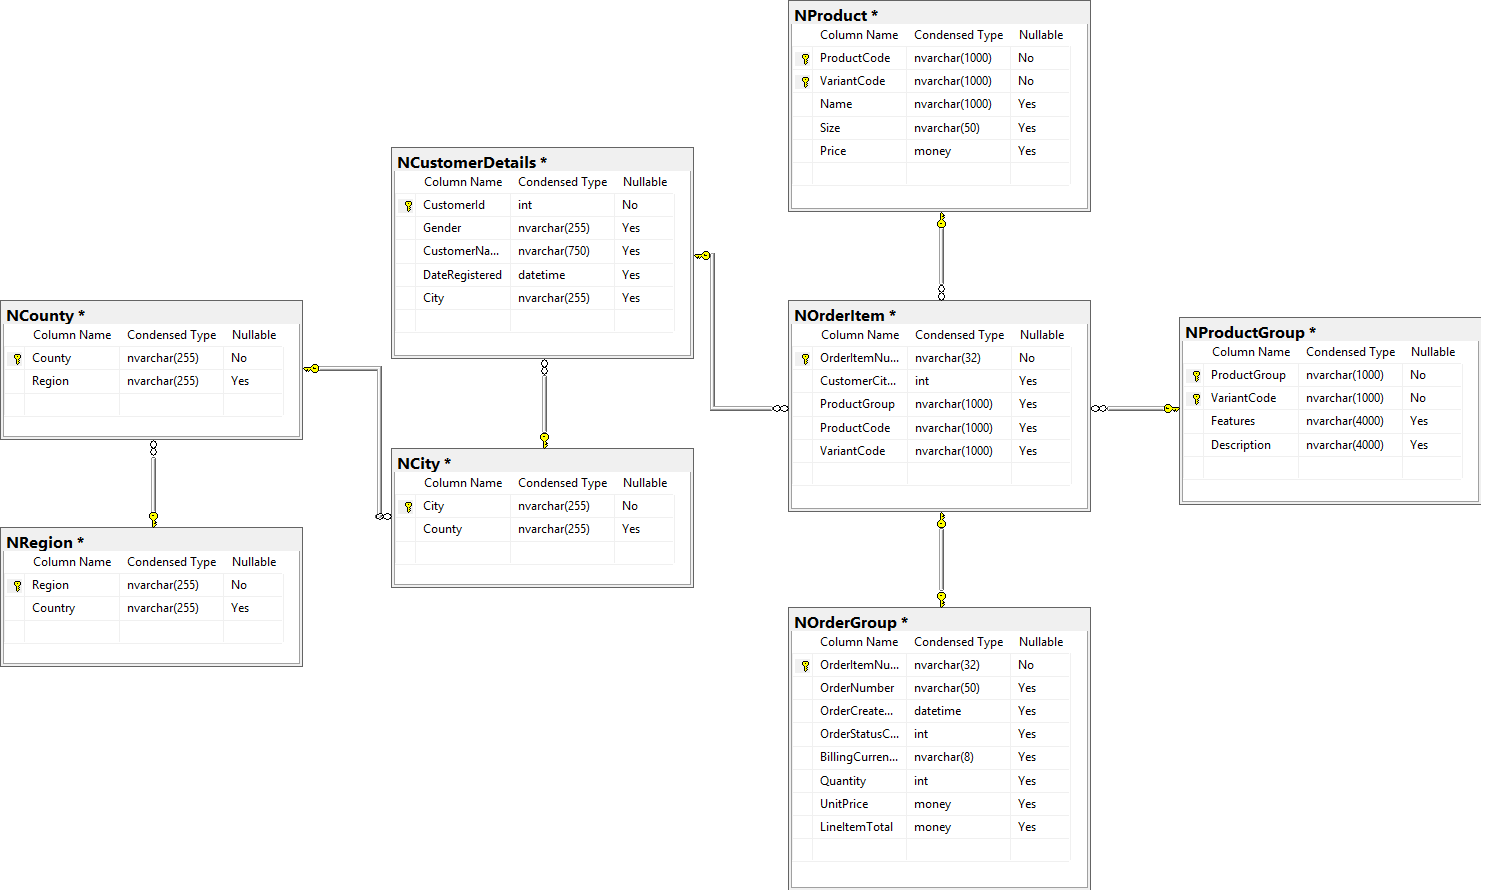 NProduct *
Column Name Condensed Type Nullable
ProductCode nvarchar(1000) No
VariantCode nvarchar(1000) No
Name nvarchar(1000) Yes
Size nvarchar(50) Yes
Price money Yes
NCustomerDetails *
Column Name Condensed Type Nullable
CustomerId int No
Gender nvarchar(255) Yes
CustomerNa... nvarchar(750) Yes
DateRegistered datetime Yes
City nvarchar(255) Yes
NCounty *
Column Name Condensed Type Nullable
County nvarchar(255) No
Region nvarchar(255) Yes
NOrderItem *
Column Name Condensed Type Nullable
OrderItemNu... nvarchar(32) No
CustomerCit... int Yes
ProductGroup nvarchar(1000) Yes
ProductCode nvarchar(1000) Yes
VariantCode nvarchar(1000) Yes
NProductGroup *
Column Name Condensed Type Nullable
ProductGroup nvarchar(1000) No
VariantCode nvarchar(1000) No
Features nvarchar(4000) Yes
Description nvarchar(4000) Yes
NCity *
Column Name Condensed Type Nullable
City nvarchar(255) No
County nvarchar(255) Yes
NRegion *
Column Name Condensed Type Nullable
Region nvarchar(255) No
Country nvarchar(255) Yes
NOrderGroup *
Column Name Condensed Type Nullable
OrderItemNu... nvarchar(32) No
OrderNumber nvarchar(50) Yes
OrderCreate... datetime Yes
OrderStatusC... int Yes
BillingCurren... nvarchar(8) Yes
Quantity int Yes
UnitPrice money Yes
LineItemTotal money Yes